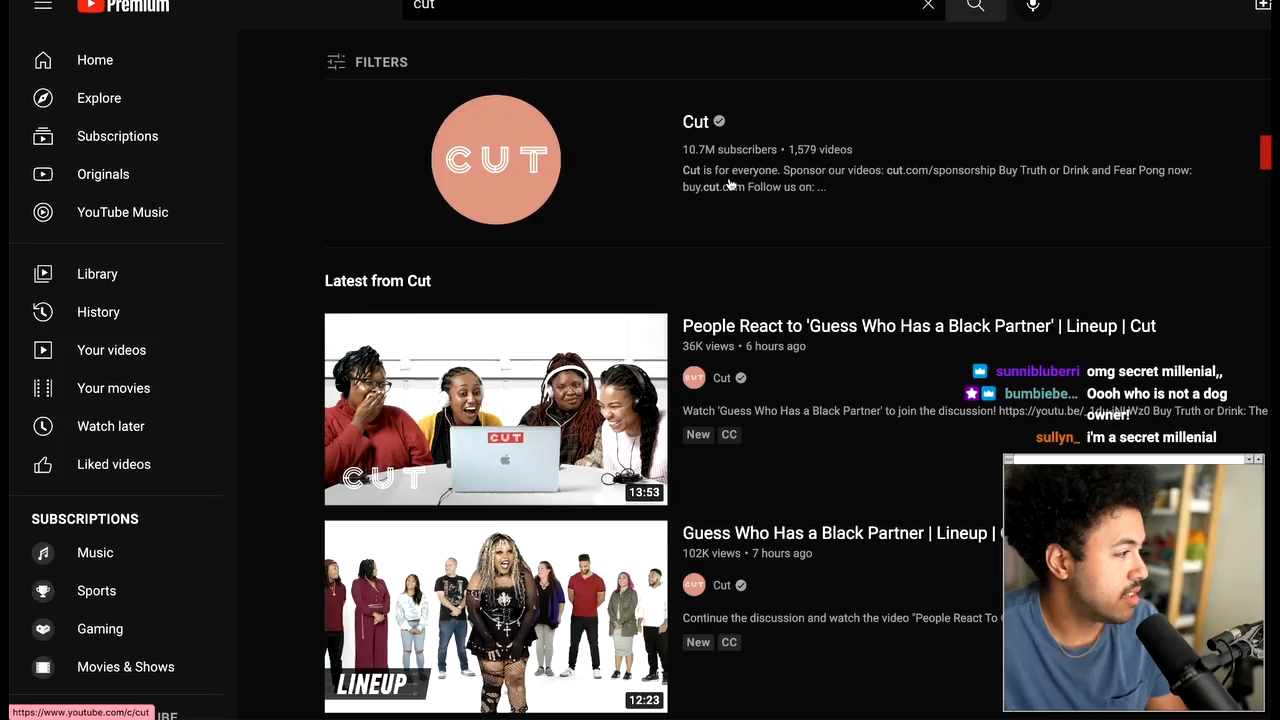 Premium
cut
Home
Explore
Subscriptions
Originals
YouTube Music
Library
History
Your videos
Your movies
Watch later
Liked videos
SUBSCRIPTIONS
Music
Sports
Gaming
Movies & Shows
https://www.youtube.com/c/cut
FILTERS
CUT
Cut
10.7M subscribers • 1,579 videos
Cut is for everyone. Sponsor our videos: cut.com/sponsorship Buy Truth or Drink and Fear Pong now:
buy.cut.com Follow us on: ...
Latest from Cut
CUT
CUT
13:53
People React to 'Guess Who Has a Black Partner' | Lineup | Cut
36K views • 6 hours ago
CUT Cut
Watch 'Guess Who Has a Black Partner' to join the discussion! Buy Truth or Drink: The
New CC
LINEUP
12:23
Guess Who Has a Black Partner | Lineup |
102K views • 7 hours ago
CUT Cut
Continue the discussion and watch the video "People React To
New CC
sunnibluberri omg secret millenial,,
bumbiebe... Oooh who is not a dog
owner!
sullyn_ i'm a secret millenial